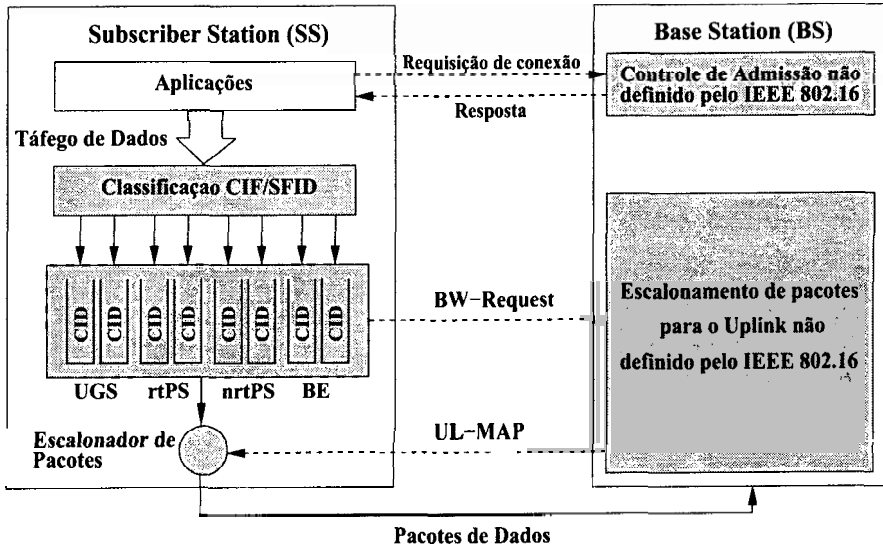 Subscriber Station (SS)
Base Station (BS)
Aplicações
Requisição de conexão
Resposta
Controle de Admissão não
definido pelo IEEE 802.16
Táfego de Dados
Classificaçao CIF/SFID
CID CID CID CID CID CID CID CID
UGS rtPS nrtPS BE
BW-Request
Escalonamento de pacotes
para o Uplink não
definido pelo IEEE 802.16
UL-MAP
Escalonador de
Pacotes
Pacotes de Dados